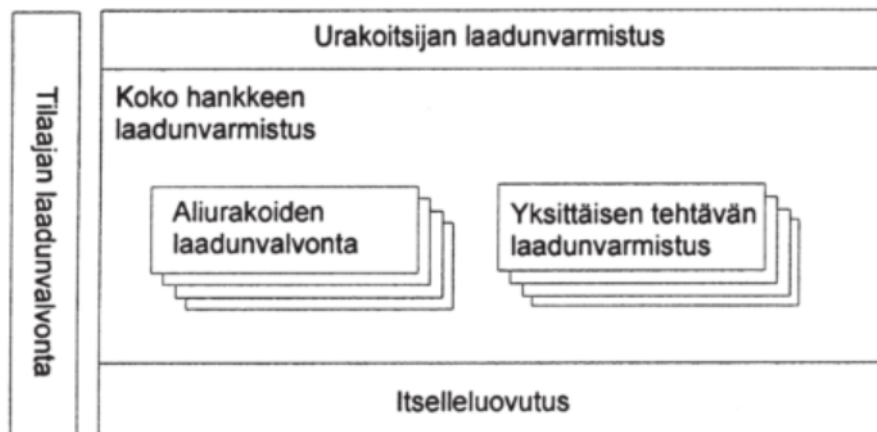 Tilaajan laadunvalvonta
Urakoitsijan laadunvarmistus
Koko hankkeen
laadunvarmistus
Aliurakoiden
laadunvalvonta
Yksittäisen tehtävän
laadunvarmistus
Itselleluovutus